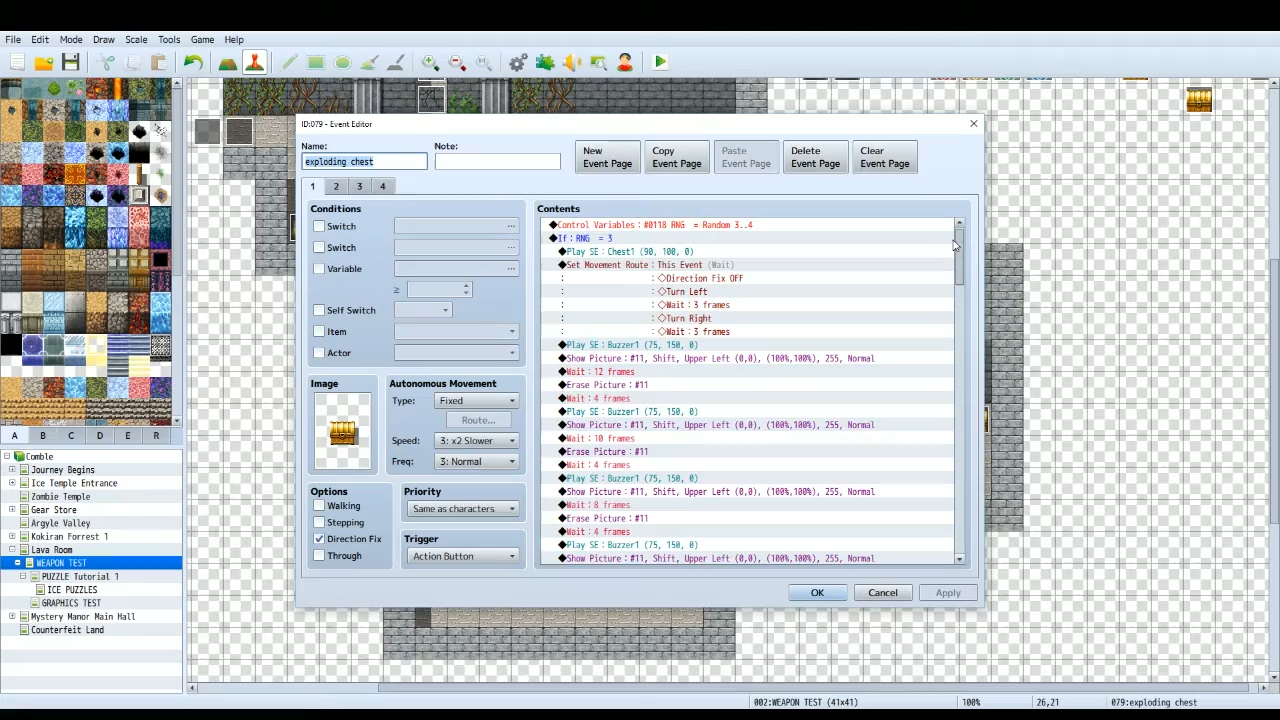 File Edit Mode Draw Scale Tools Game Help
ID:079 - Event Editor
Name:
exploding chest
Note:
New Event Page
Copy Event Page
Paste Event Page
Delete Event Page
Clear Event Page
1 2 3 4
Conditions
Switch
...
Switch
...
Variable
...
≥
Self Switch
Item
Actor
Image
Autonomous Movement
Type: Fixed
Route...
Speed: 3: x2 Slower
Freq: 3: Normal
Options
Walking
Stepping
Direction Fix
Through
Priority
Same as characters
Trigger
Action Button
Contents
◆Control Variables：#0118 RNG = Random 3..4
◆If：RNG = 3
◆Play SE：Chest1 (90, 100, 0)
◆Set Movement Route：This Event (Wait)
： ：◇Direction Fix OFF
： ：◇Turn Left
： ：◇Wait：3 frames
： ：◇Turn Right
： ：◇Wait：3 frames
◆Play SE：Buzzer1 (75, 150, 0)
◆Show Picture：#11, Shift, Upper Left (0,0), (100%,100%), 255, Normal
◆Wait：12 frames
◆Erase Picture：#11
◆Wait：4 frames
◆Play SE：Buzzer1 (75, 150, 0)
◆Show Picture：#11, Shift, Upper Left (0,0), (100%,100%), 255, Normal
◆Wait：10 frames
◆Erase Picture：#11
◆Wait：4 frames
◆Play SE：Buzzer1 (75, 150, 0)
◆Show Picture：#11, Shift, Upper Left (0,0), (100%,100%), 255, Normal
◆Wait：8 frames
◆Erase Picture：#11
◆Wait：4 frames
◆Play SE：Buzzer1 (75, 150, 0)
◆Show Picture：#11, Shift, Upper Left (0,0), (100%,100%), 255, Normal
OK Cancel Apply
A B C D E R
Comble
Journey Begins
Ice Temple Entrance
Zombie Temple
Gear Store
Argyle Valley
Kokiran Forrest 1
Lava Room
WEAPON TEST
PUZZLE Tutorial 1
ICE PUZZLES
GRAPHICS TEST
Mystery Manor Main Hall
Counterfeit Land
002:WEAPON TEST (41x41) 100% 26,21 079:exploding chest